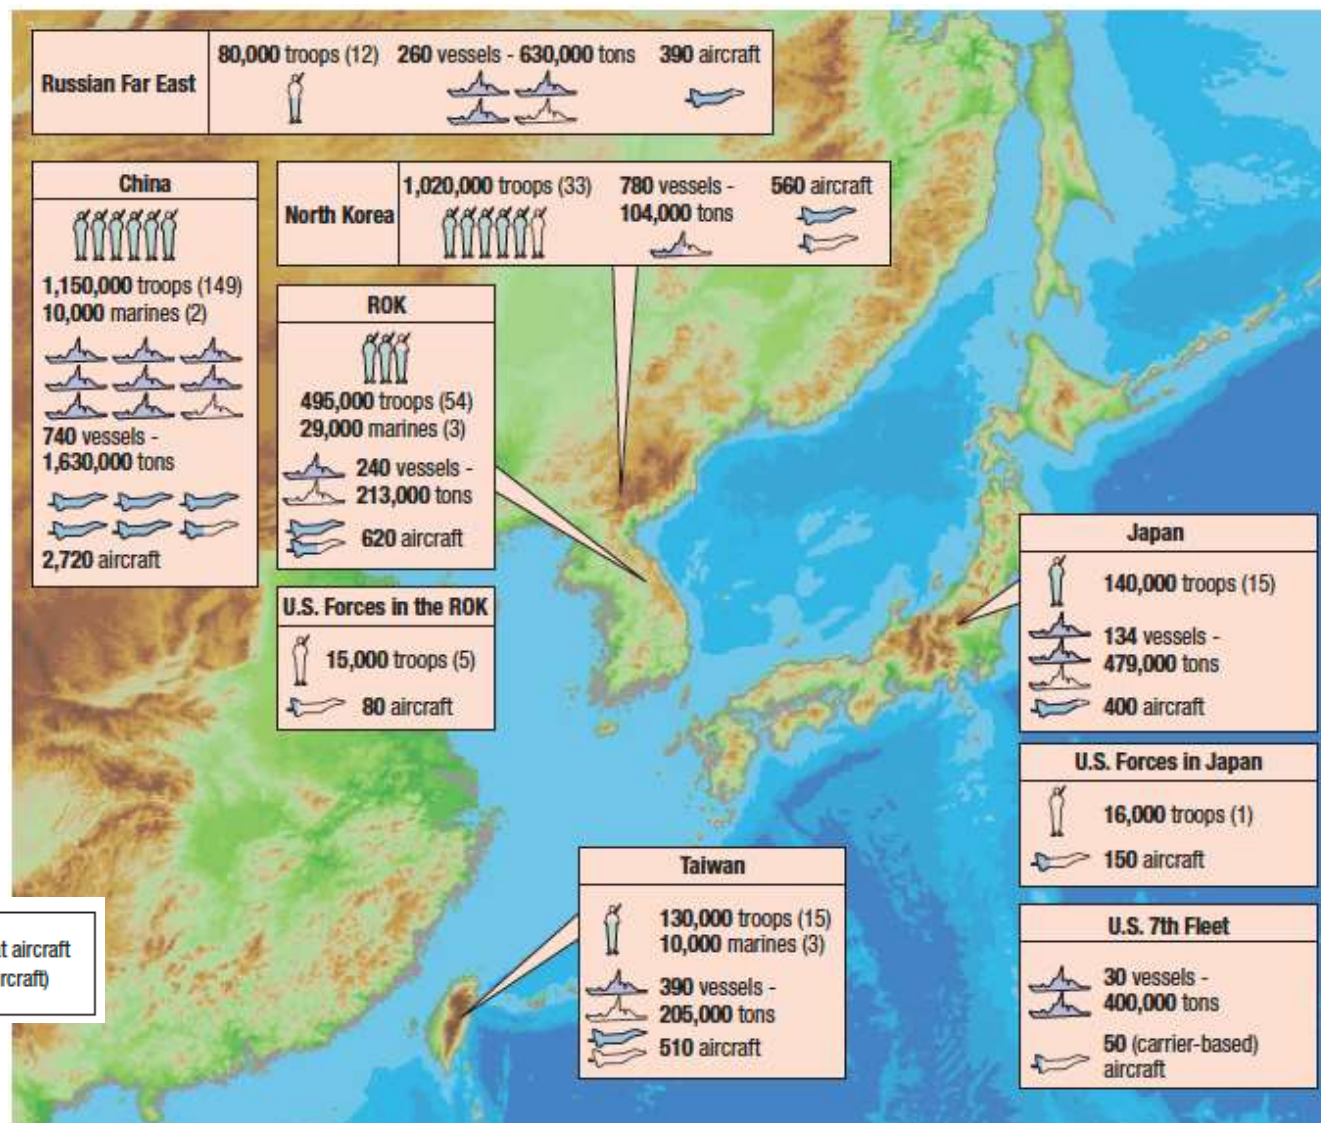 Russian Far East
80,000 troops (12)
260 vessels - 630,000 tons
390 aircraft
China
1,150,000 troops (149)
10,000 marines (2)
740 vessels -
1,630,000 tons
2,720 aircraft
North Korea
1,020,000 troops (33)
780 vessels -
104,000 tons
560 aircraft
ROK
495,000 troops (54)
29,000 marines (3)
240 vessels -
213,000 tons
620 aircraft
U.S. Forces in the ROK
15,000 troops (5)
80 aircraft
Japan
140,000 troops (15)
134 vessels -
479,000 tons
400 aircraft
U.S. Forces in Japan
16,000 troops (1)
150 aircraft
Taiwan
130,000 troops (15)
10,000 marines (3)
390 vessels -
205,000 tons
510 aircraft
U.S. 7th Fleet
30 vessels -
400,000 tons
50 (carrier-based)
aircraft
aircraft